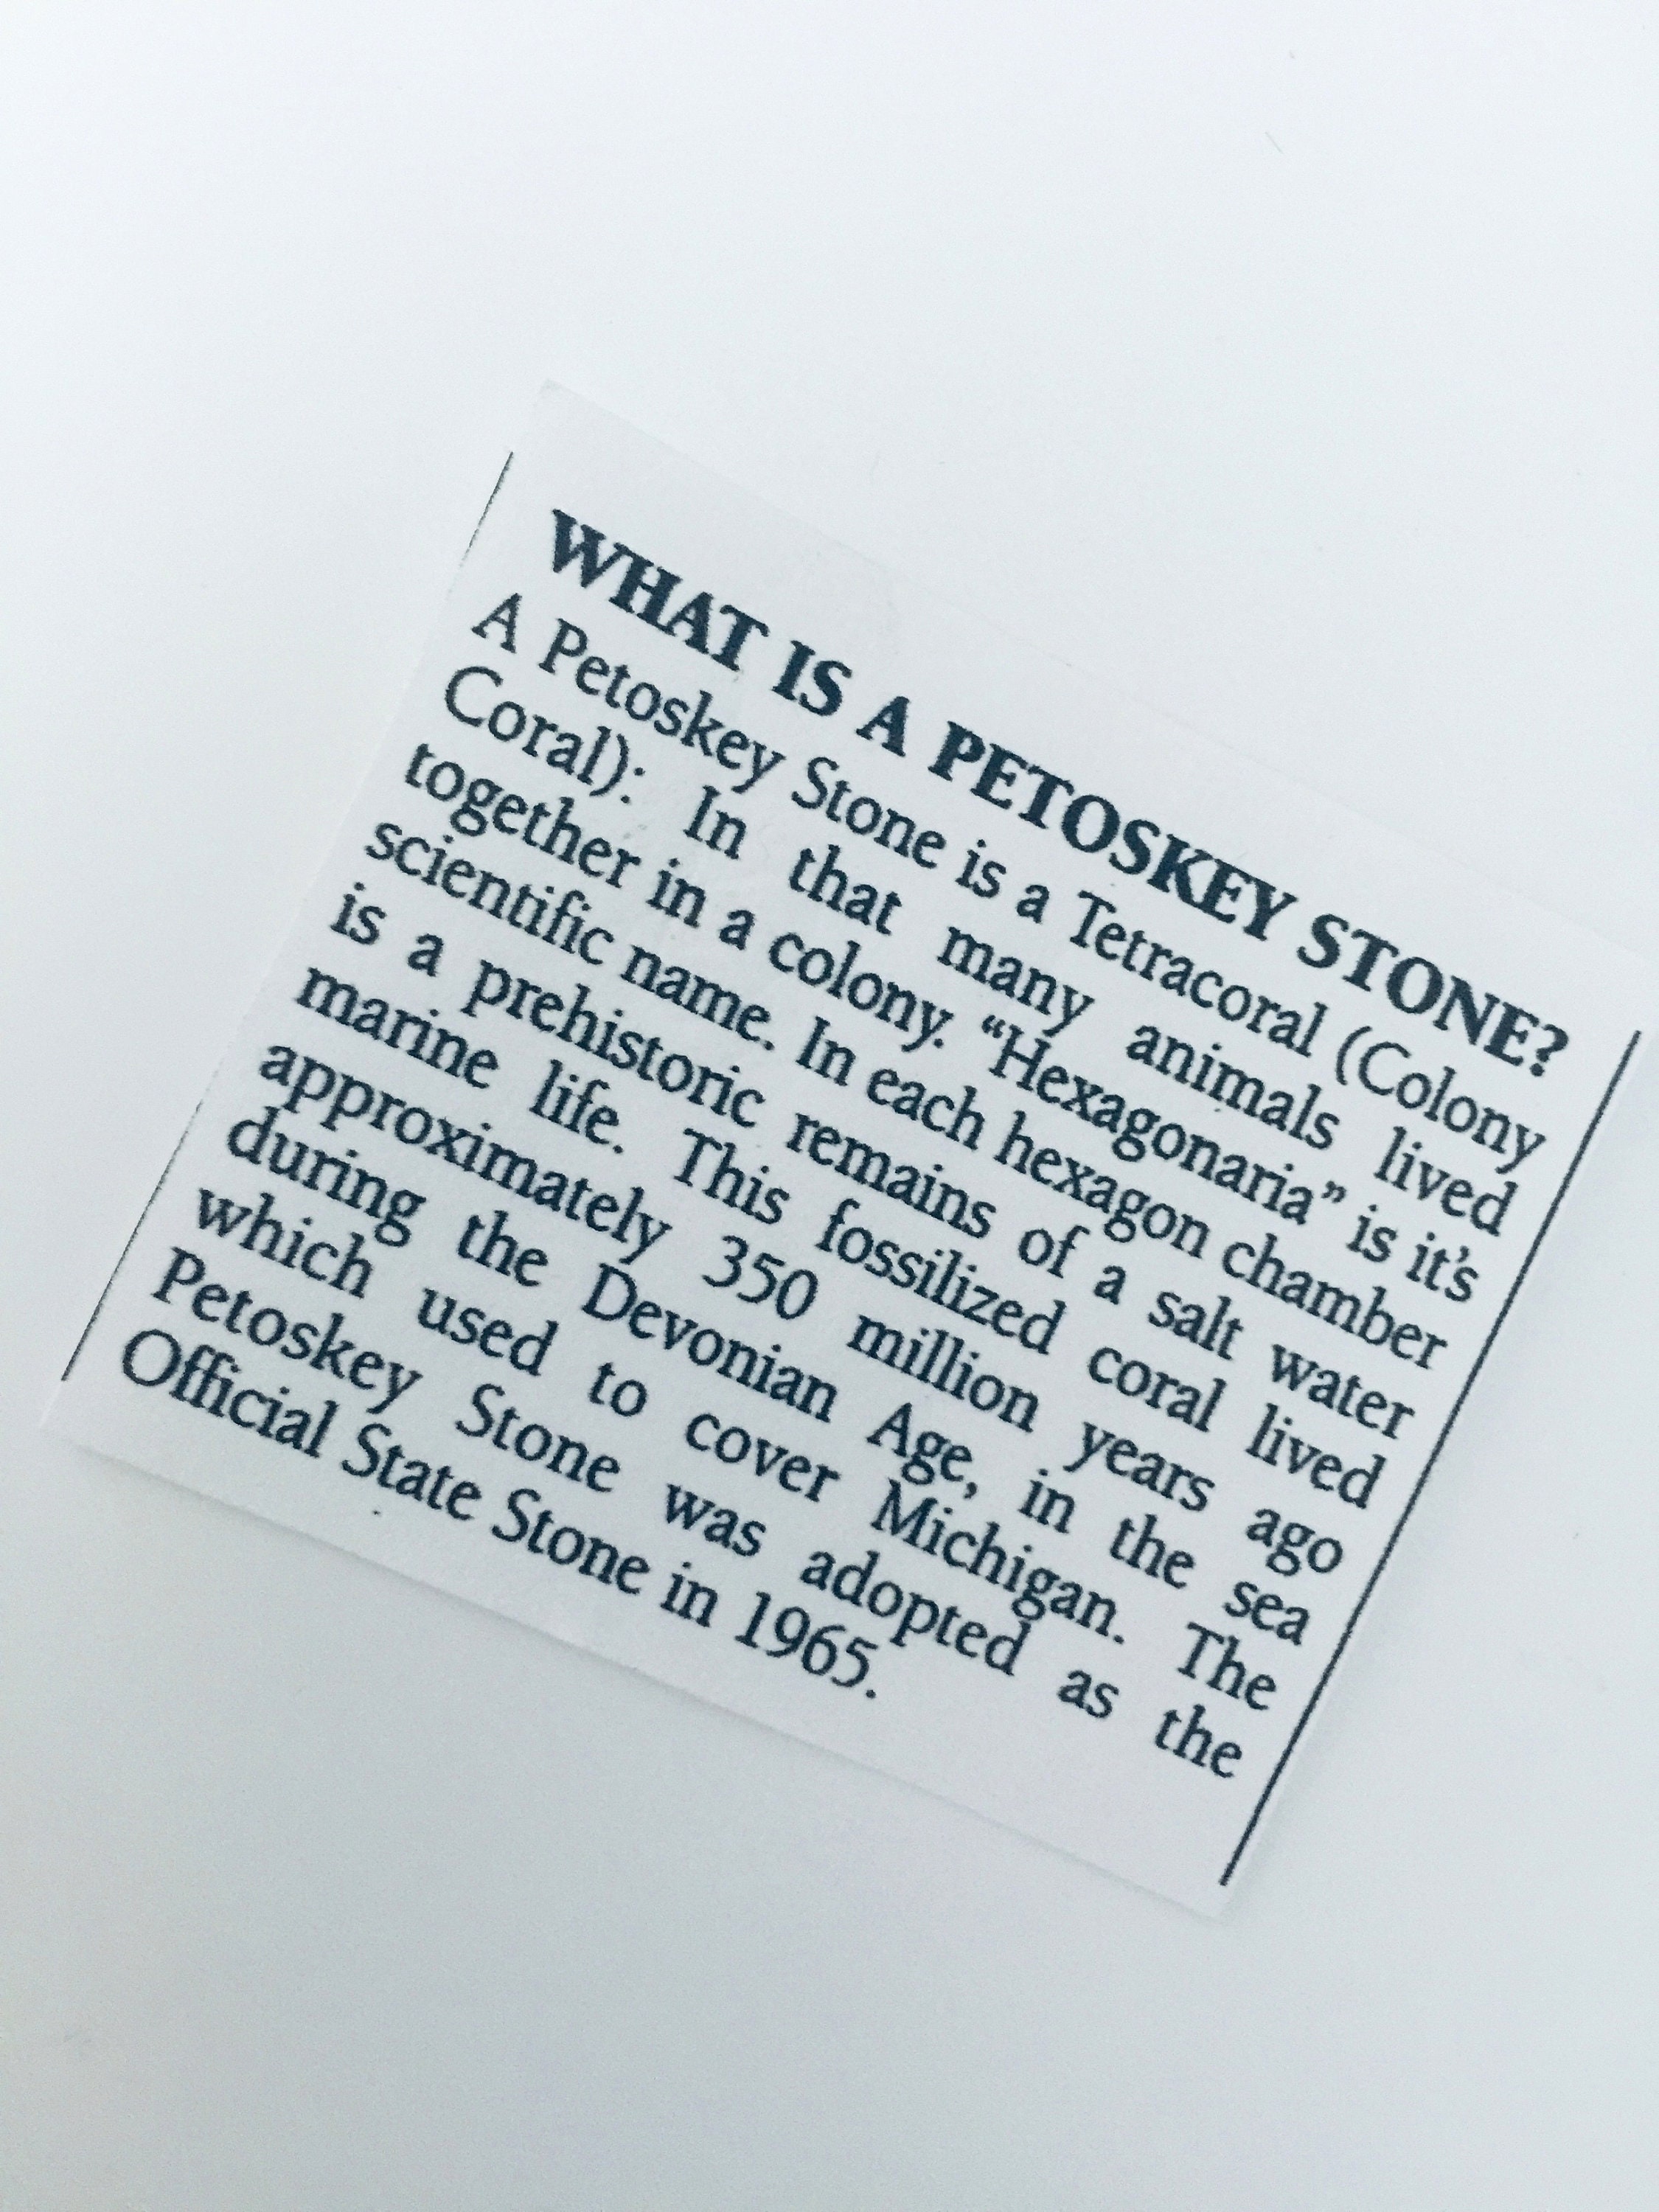 WHAT IS A PETOSKEY STONE?
A Petoskey Stone is a Tetracoral (Colony
Coral): In that many animals lived
together in a colony. “Hexagonaria” is it’s
scientific name. In each hexagon chamber
is a prehistoric remains of a salt water
marine life. This fossilized coral lived
approximately 350 million years ago
during the Devonian Age, in the sea
which used to cover Michigan. The
Petoskey Stone was adopted as the
Official State Stone in 1965.